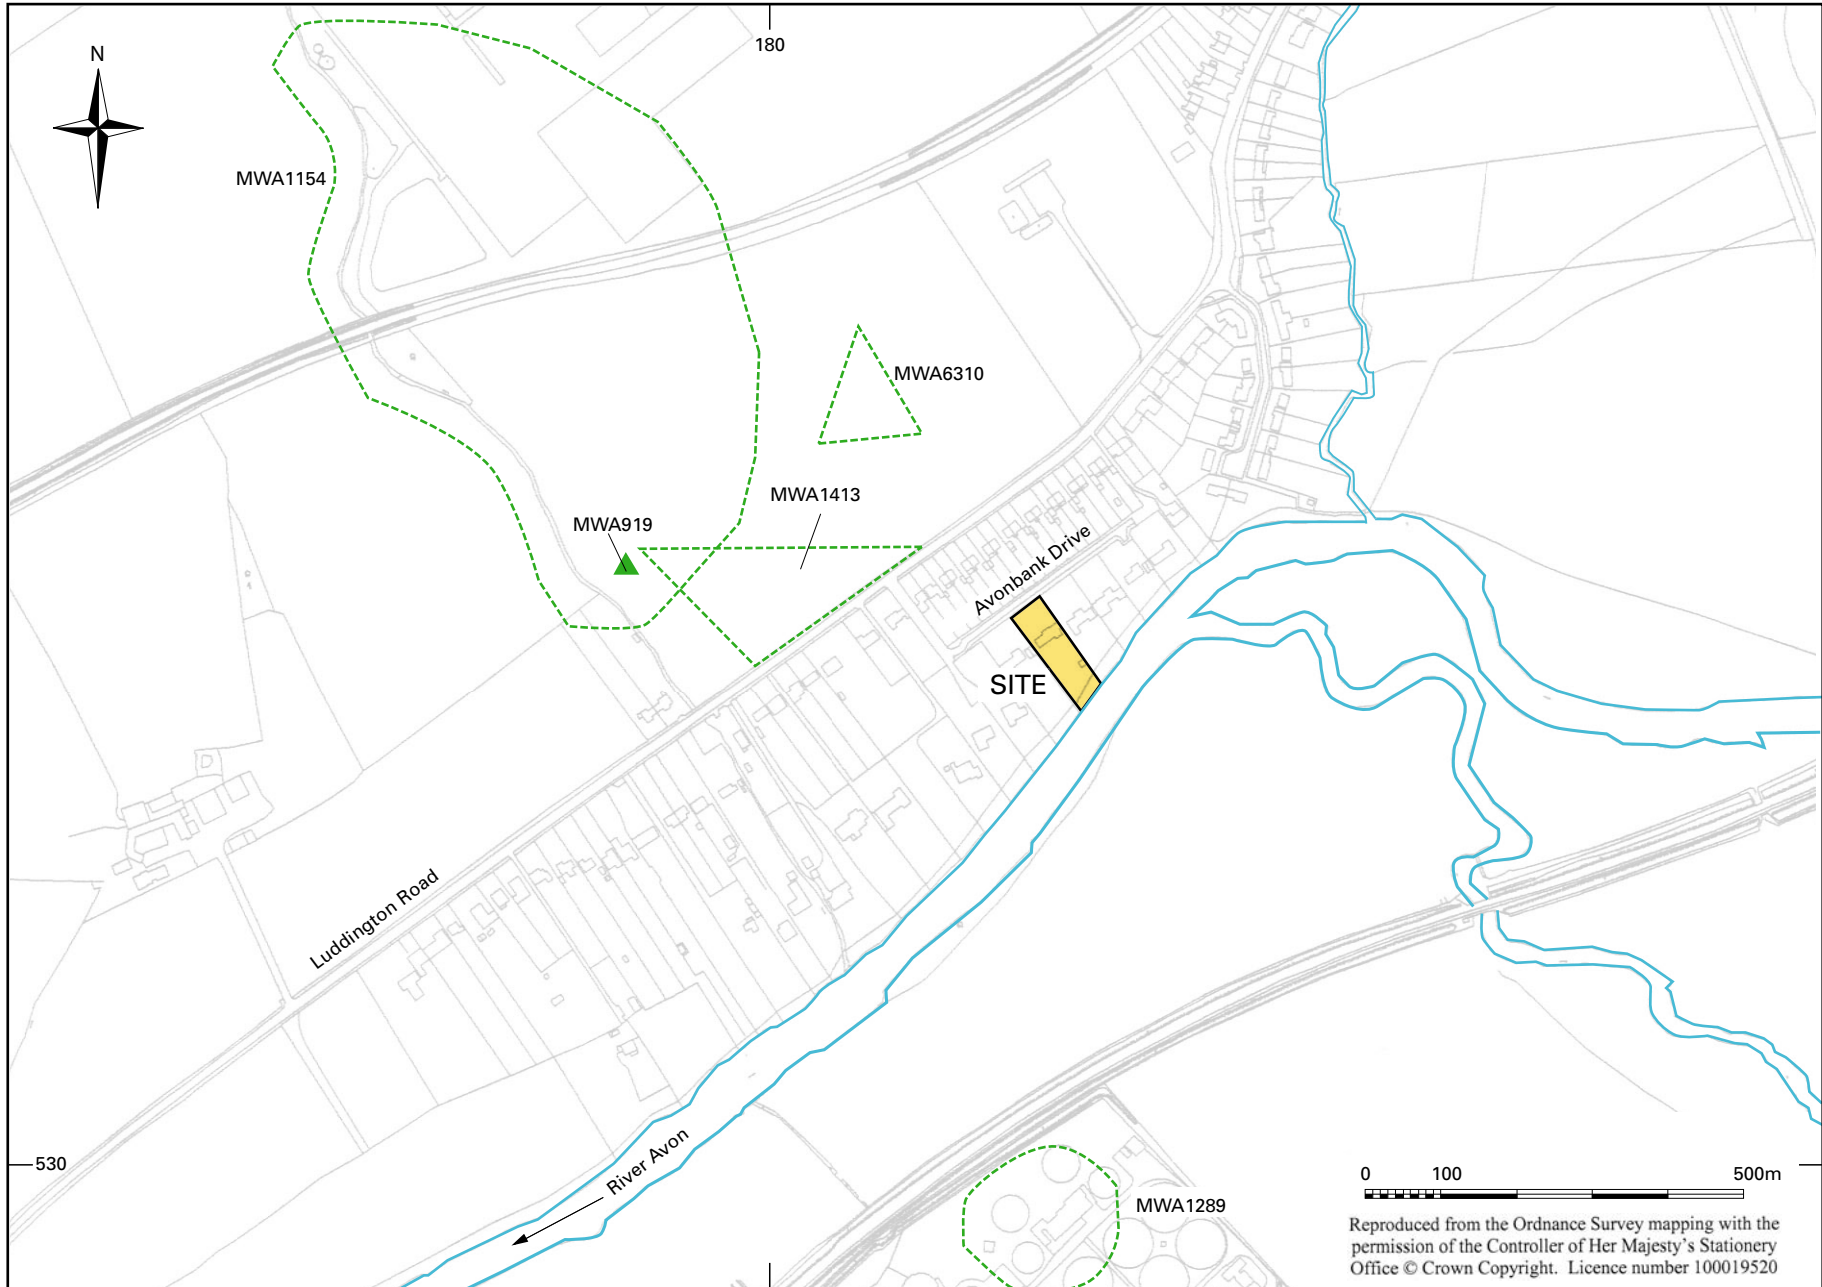 180
N
MWA1154
MWA6310
MWA1413
MWA919
Avonbank Drive
SITE
Luddington Road
River Avon
530
0 100 500m
MWA1289
Reproduced from the Ordnance Survey mapping with the
permission of the Controller of Her Majesty's Stationery
Office © Crown Copyright. Licence number 100019520